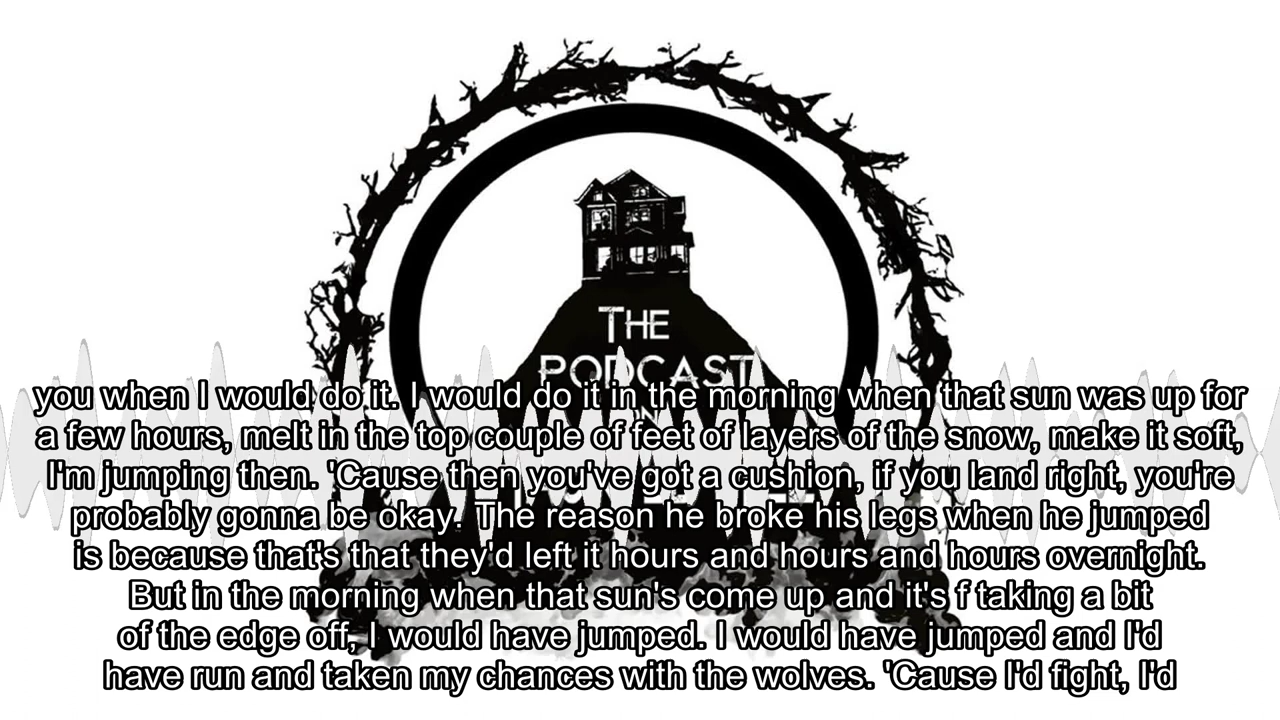 THE
PODCAST
you when I would do it. I would do it in the morning when that sun was up for
a few hours, melt in the top couple of feet of layers of the snow, make it soft,
I'm jumping then. 'Cause then you've got a cushion, if you land right, you're
probably gonna be okay. The reason he broke his legs when he jumped
is because that's that they'd left it hours and hours and hours overnight.
But in the morning when that sun's come up and it's f taking a bit
of the edge off, I would have jumped. I would have jumped and I'd
have run and taken my chances with the wolves. 'Cause I'd fight, I'd